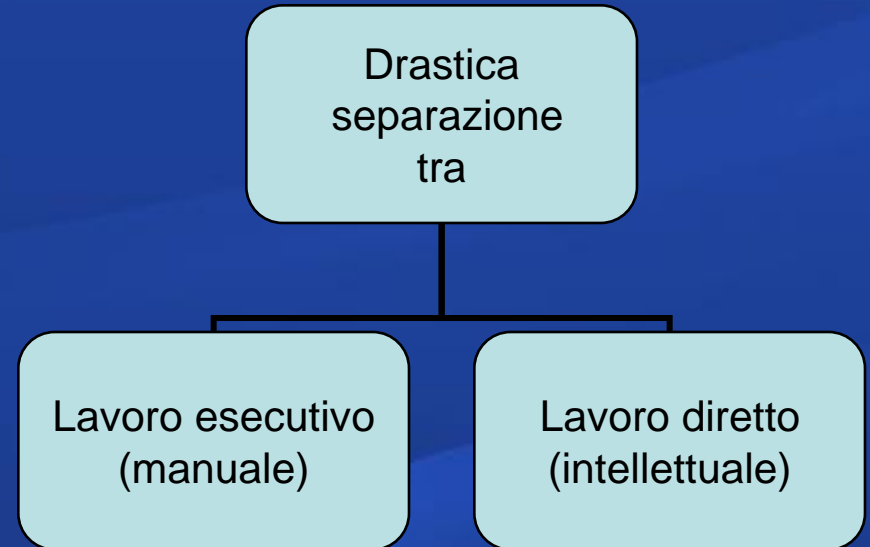 Drastica
separazione
tra
Lavoro esecutivo
(manuale)
Lavoro diretto
(intellettuale)